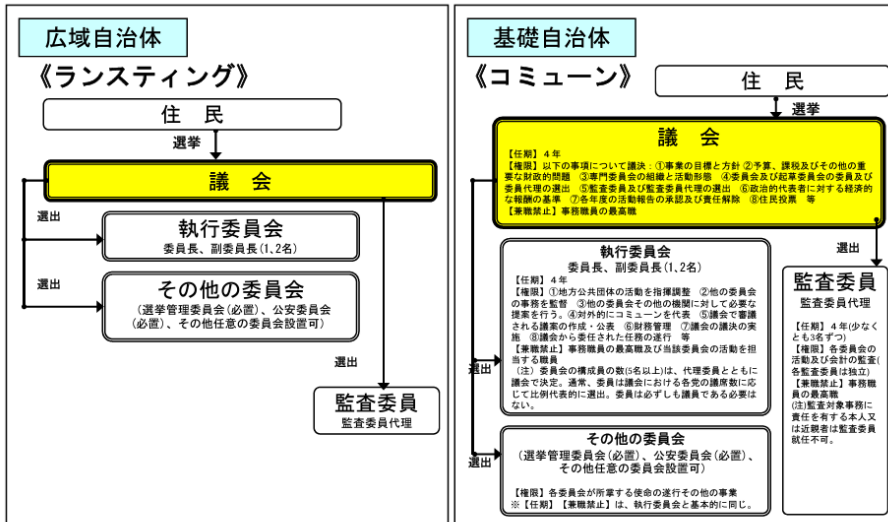 広域自治体
《ランスティング》
住　民
選挙
議　会
選出
執行委員会
委員長、副委員長(1、2名)
選出
その他の委員会
(選挙管理委員会(必置)、公安委員会
(必置)、その他任意の委員会設置可)
選出
監査委員
監査委員代理
基礎自治体
《コミューン》
住　民
選挙
議　会
【任期】４年
【権限】以下の事項について議決：①事業の目標と方針 ②予算、課税及びその他の重
要な財政的問題　③専門委員会の組織と活動形態　④委員会及び起草委員会の委員及び
委員代理の選出　⑤監査委員及び監査委員代理の選出　⑥政治的代表者に対する経済的
な報酬の基準　⑦各年度の活動報告の承認及び責任解除　⑧住民投票　等
【兼職禁止】事務職員の最高職
選出
執行委員会
委員長、副委員長(1、2名)
【任期】４年
【権限】①地方公共団体の活動を指揮調整　②他の委員会
の事務を監督　③他の委員会その他の機関に対して必要な
提案を行う。④対外的にコミューンを代表　⑤議会で審議
される議案の作成・公表　⑥財務管理　⑦議会の議決の実
施　⑧議会から委任された任務の遂行　等
【兼職禁止】事務職員の最高職及び当該委員会の活動を担
当する職員
（注）委員会の構成員の数(5名以上)は、代理委員とともに
議会で決定。通常、委員は議会における各党の議席数に応
じて比例代表的に選出。委員は必ずしも議員である必要は
ない。
選出
その他の委員会
(選挙管理委員会(必置)、公安委員会(必置)、
その他任意の委員会設置可)
【権限】各委員会が所掌する使命の遂行その他の事業
※【任期】【兼職禁止】は、執行委員会と基本的に同じ。
選出
監査委員
監査委員代理
【任期】４年(少なく
とも3名ずつ)
【権限】各委員会の
活動及び会計の監査(
各監査委員は独立)
【兼職禁止】事務職員
の最高職
(注)監査対象事務に
責任を有する本人又
は近親者は監査委員
就任不可。